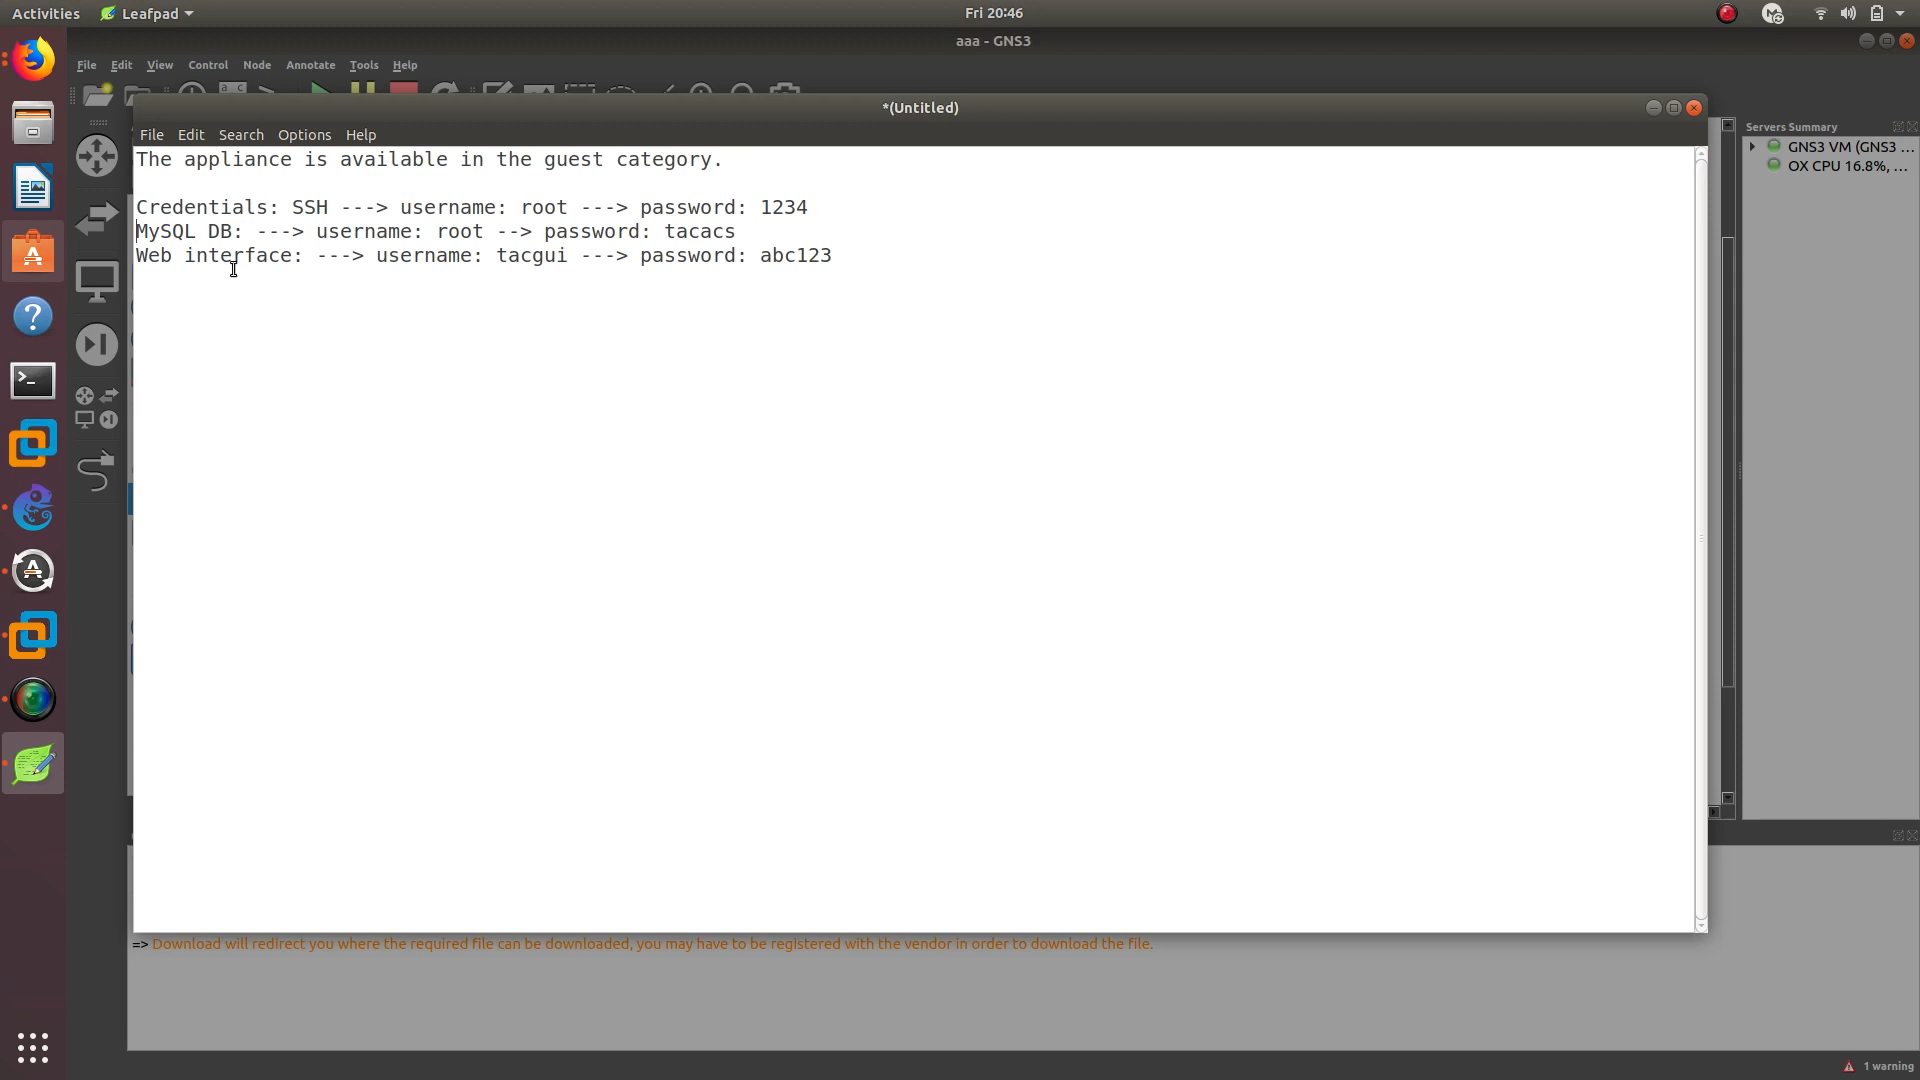 Activities Leafpad Fri 20:46
aaa - GNS3
File Edit View Control Node Annotate Tools Help
*(Untitled)
File Edit Search Options Help
The appliance is available in the guest category.
Credentials: SSH ---> username: root ---> password: 1234
MySQL DB: ---> username: root --> password: tacacs
Web interface: ---> username: tacgui ---> password: abc123
Servers Summary
GNS3 VM (GNS3 ...
OX CPU 16.8%, ...
=> Download will redirect you where the required file can be downloaded, you may have to be registered with the vendor in order to download the file.
1 warning